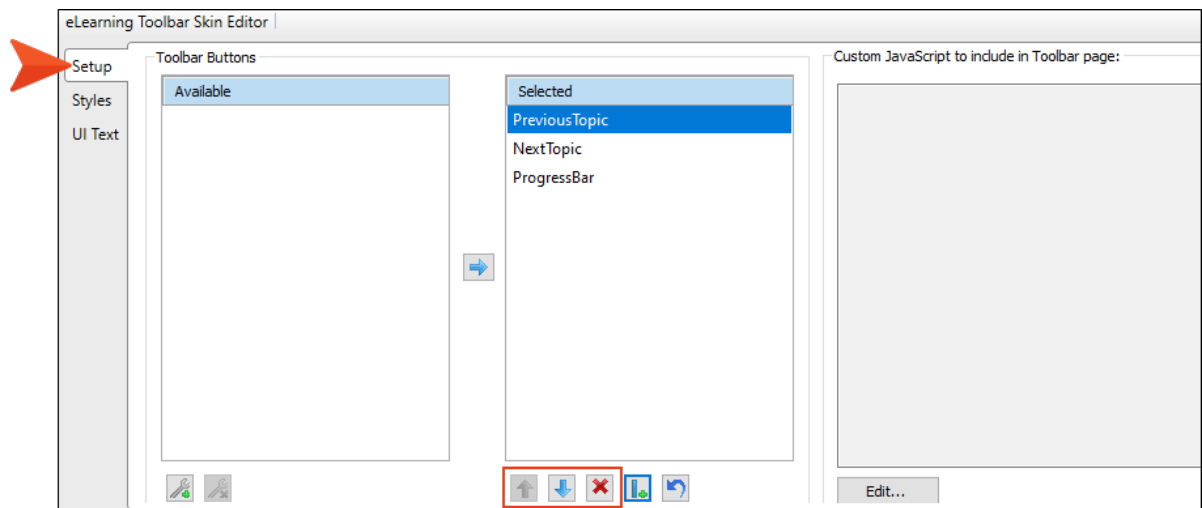 eLearning Toolbar Skin Editor
Setup
Styles
UI Text
Toolbar Buttons
Available
Selected
PreviousTopic
NextTopic
ProgressBar
Custom JavaScript to include in Toolbar page:
Edit...